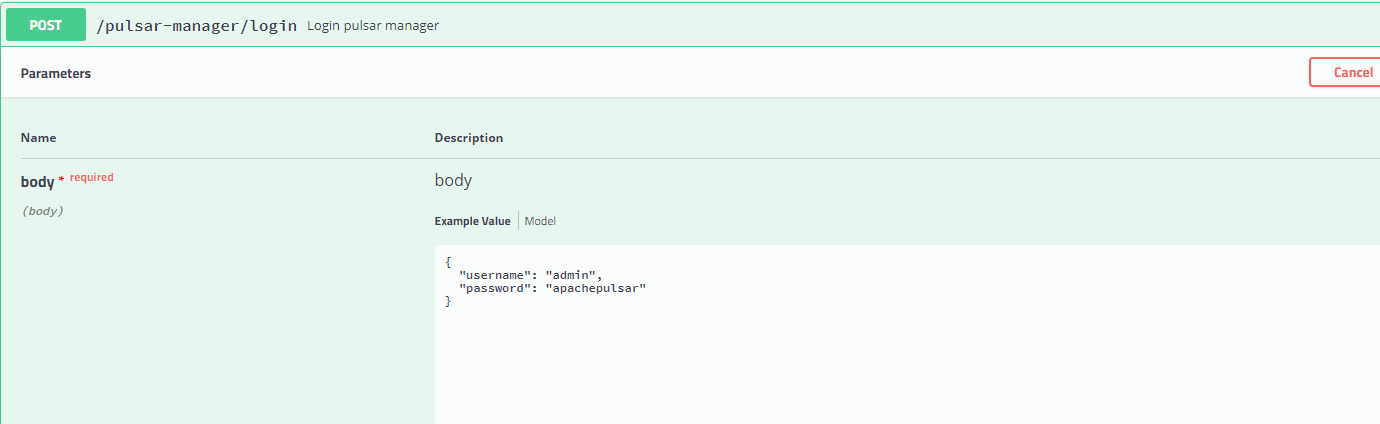 POST /pulsar-manager/login Login pulsar manager
Parameters
Cancel
Name Description
body * required body
(body)
Example Value Model
{
"username": "admin",
"password": "apachepulsar"
}